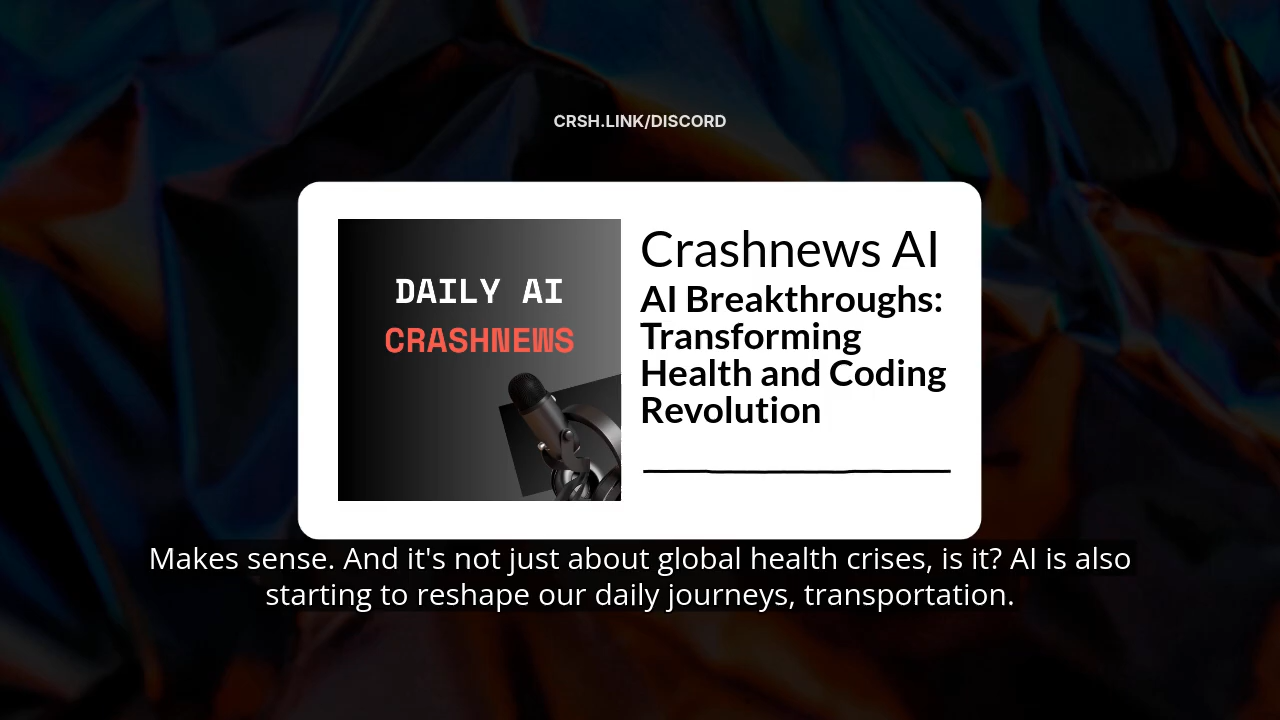 CRSH.LINK/DISCORD
DAILY AI
CRASHNEWS
Crashnews AI
AI Breakthroughs:
Transforming
Health and Coding
Revolution
Makes sense. And it's not just about global health crises, is it? AI is also
starting to reshape our daily journeys, transportation.